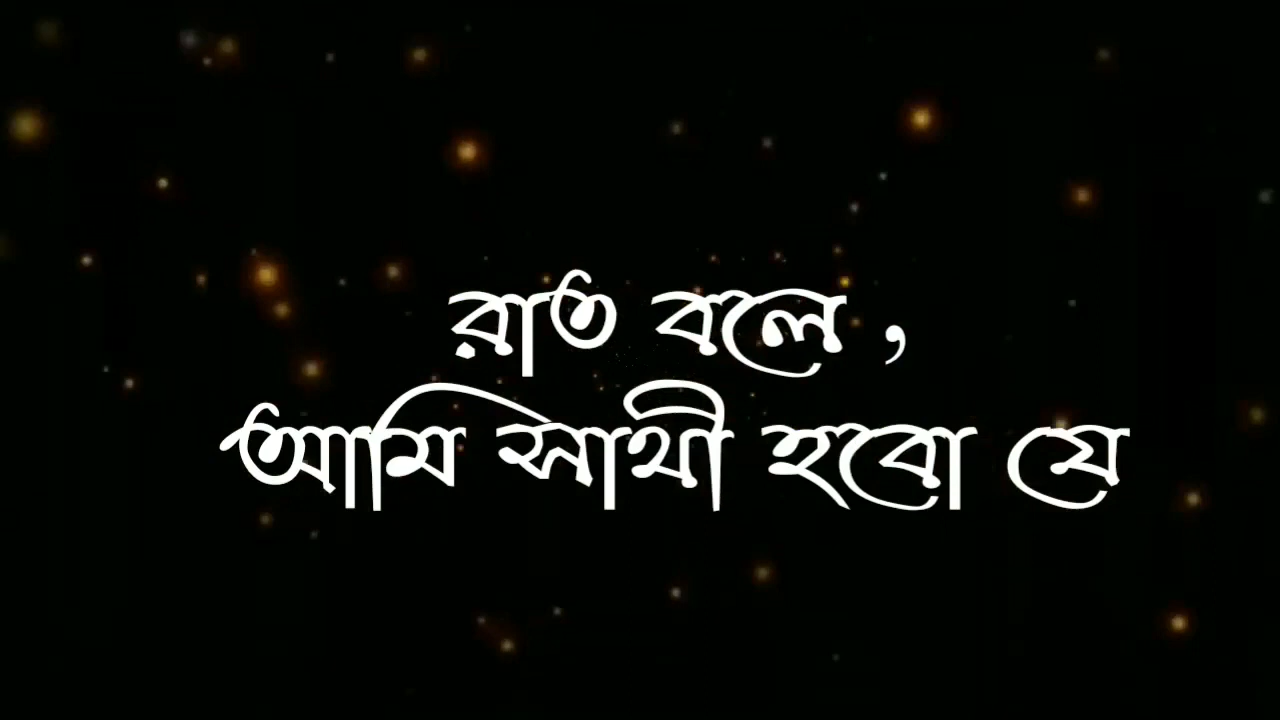 রাত বলে ,
আমি সাথী হবো যে